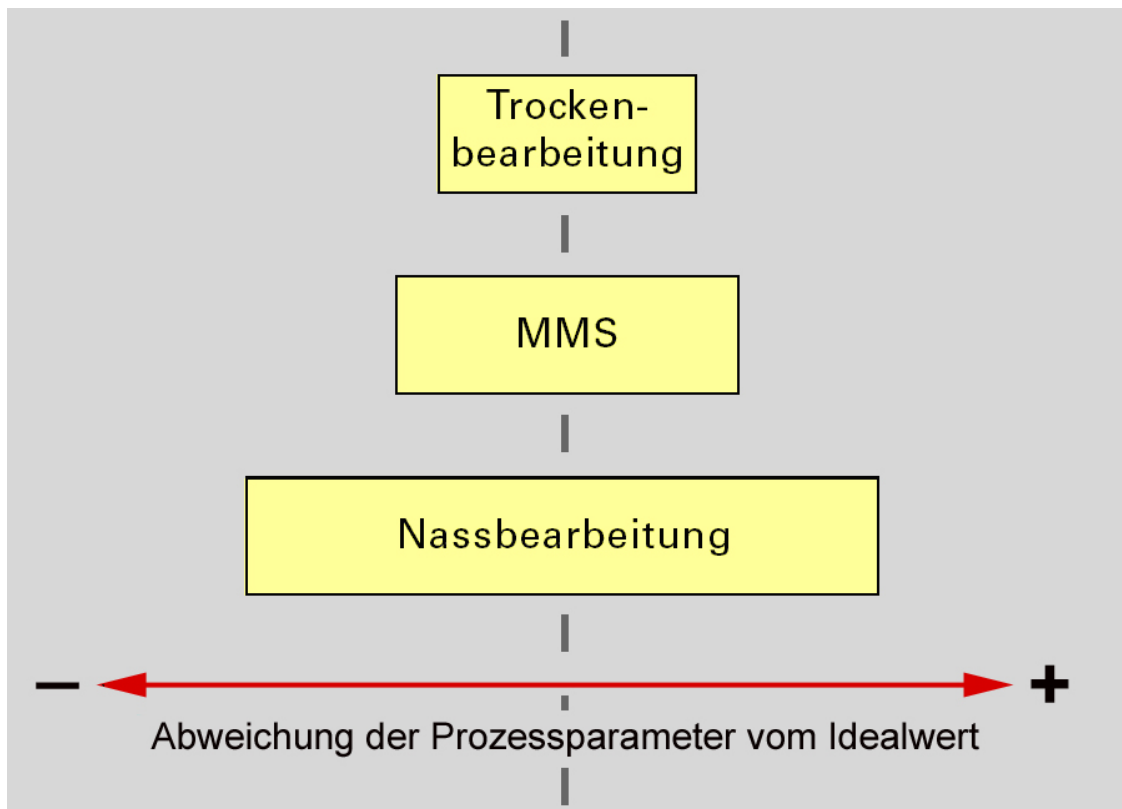 Trocken-
bearbeitung
MMS
Nassbearbeitung
– +
Abweichung der Prozessparameter vom Idealwert